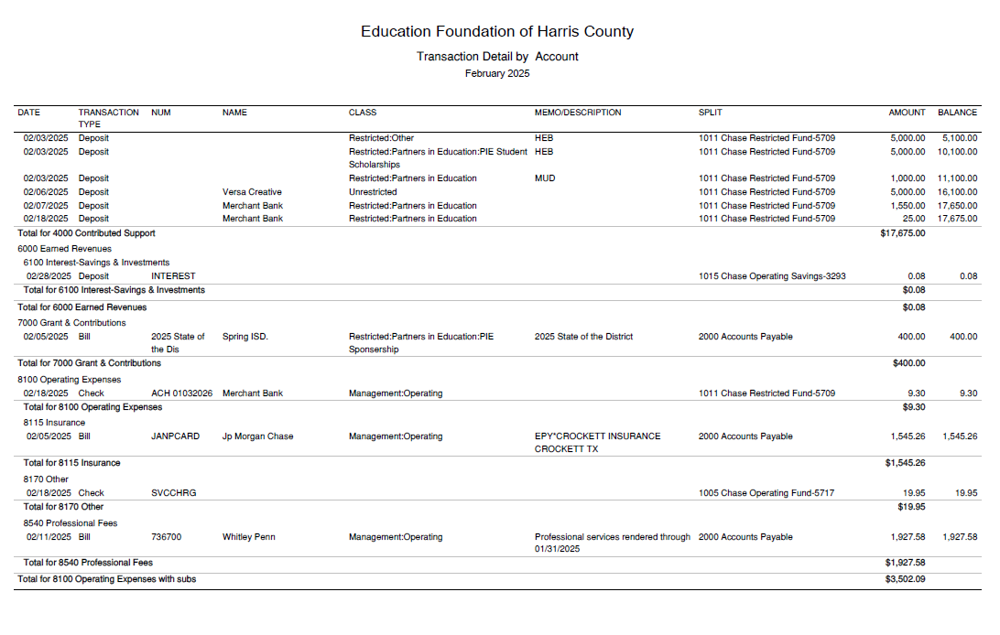 Education Foundation of Harris County
Transaction Detail by Account
February 2025
DATE TRANSACTION TYPE NUM NAME CLASS MEMO/DESCRIPTION SPLIT AMOUNT BALANCE
02/03/2025 Deposit Restricted:Other HEB 1011 Chase Restricted Fund-5709 5,000.00 5,100.00
02/03/2025 Deposit Restricted:Partners in Education:PIE Student HEB 1011 Chase Restricted Fund-5709 5,000.00 10,100.00
Scholarships
02/03/2025 Deposit Restricted:Partners in Education MUD 1011 Chase Restricted Fund-5709 1,000.00 11,100.00
02/06/2025 Deposit Versa Creative Unrestricted 1011 Chase Restricted Fund-5709 5,000.00 16,100.00
02/07/2025 Deposit Merchant Bank Restricted:Partners in Education 1011 Chase Restricted Fund-5709 1,550.00 17,650.00
02/18/2025 Deposit Merchant Bank Restricted:Partners in Education 1011 Chase Restricted Fund-5709 25.00 17,675.00
Total for 4000 Contributed Support $17,675.00
6000 Earned Revenues
6100 Interest-Savings & Investments
02/28/2025 Deposit INTEREST 1015 Chase Operating Savings-3293 0.08 0.08
Total for 6100 Interest-Savings & Investments $0.08
Total for 6000 Earned Revenues $0.08
7000 Grant & Contributions
02/05/2025 Bill 2025 State of Spring ISD. Restricted:Partners in Education:PIE 2025 State of the District 2000 Accounts Payable 400.00 400.00
the Dis Sponsership
Total for 7000 Grant & Contributions $400.00
8100 Operating Expenses
02/18/2025 Check ACH 01032026 Merchant Bank Management:Operating 1011 Chase Restricted Fund-5709 9.30 9.30
Total for 8100 Operating Expenses $9.30
8115 Insurance
02/05/2025 Bill JANPCARD Jp Morgan Chase Management:Operating EPY*CROCKETT INSURANCE 2000 Accounts Payable 1,545.26 1,545.26
CROCKETT TX
Total for 8115 Insurance $1,545.26
8170 Other
02/18/2025 Check SVCCHRG 1005 Chase Operating Fund-5717 19.95 19.95
Total for 8170 Other $19.95
8540 Professional Fees
02/11/2025 Bill 736700 Whitley Penn Management:Operating Professional services rendered through 2000 Accounts Payable 1,927.58 1,927.58
01/31/2025
Total for 8540 Professional Fees $1,927.58
Total for 8100 Operating Expenses with subs $3,502.09